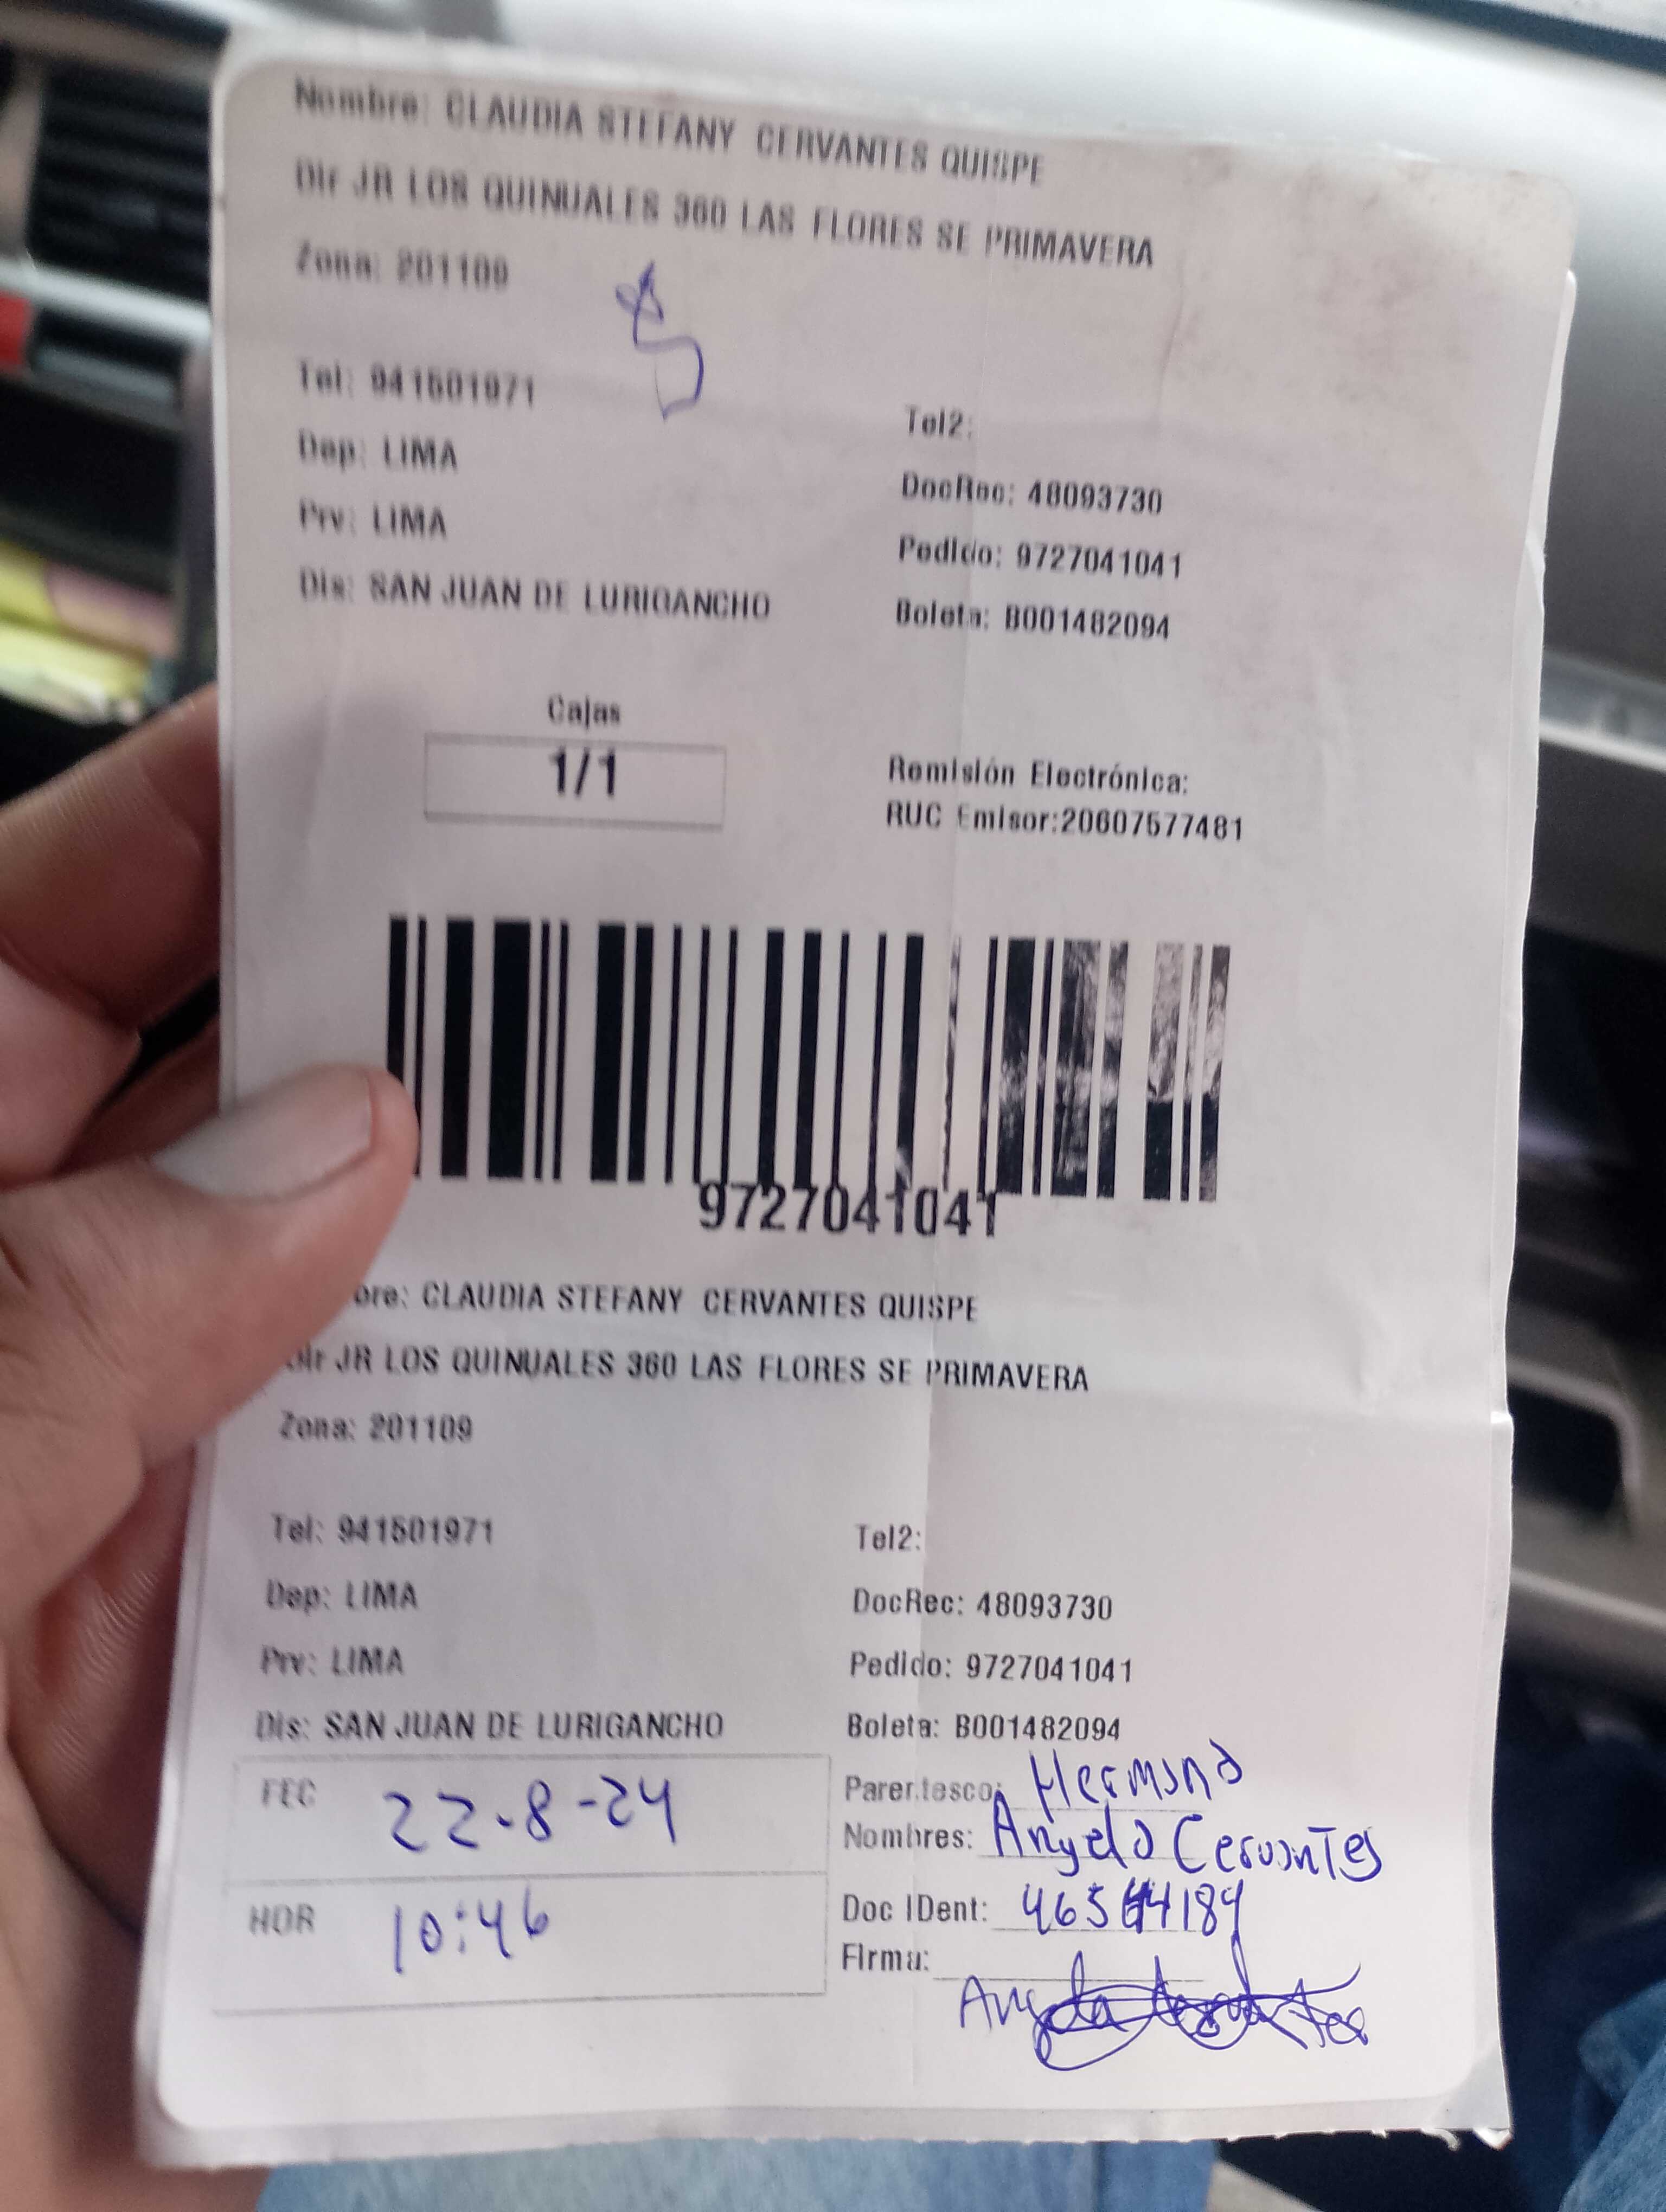 Nombre: CLAUDIA STEFANY CERVANTES QUISPE
Dir JR LOS QUINUALES 360 LAS FLORES SE PRIMAVERA
Zona: 201109
Tel: 941501971
Tel2:
Dep: LIMA
DocRec: 48093730
Prv: LIMA
Pedido: 9727041041
Dis: SAN JUAN DE LURIGANCHO
Boleta: B001482094
Cajas
1/1
Remisión Electrónica:
RUC Emisor:20607577481
9727041041
bre: CLAUDIA STEFANY CERVANTES QUISPE
Dir JR LOS QUINUALES 360 LAS FLORES SE PRIMAVERA
Zona: 201109
Tel: 941501971
Tel2:
Dep: LIMA
DocRec: 48093730
Prv: LIMA
Pedido: 9727041041
Dis: SAN JUAN DE LURIGANCHO
Boleta: B001482094
FEC 22-8-24
Parentesco: Hermano
Nombres: Angelo Cervantes
HOR 10:46
Doc IDent:
Firma: